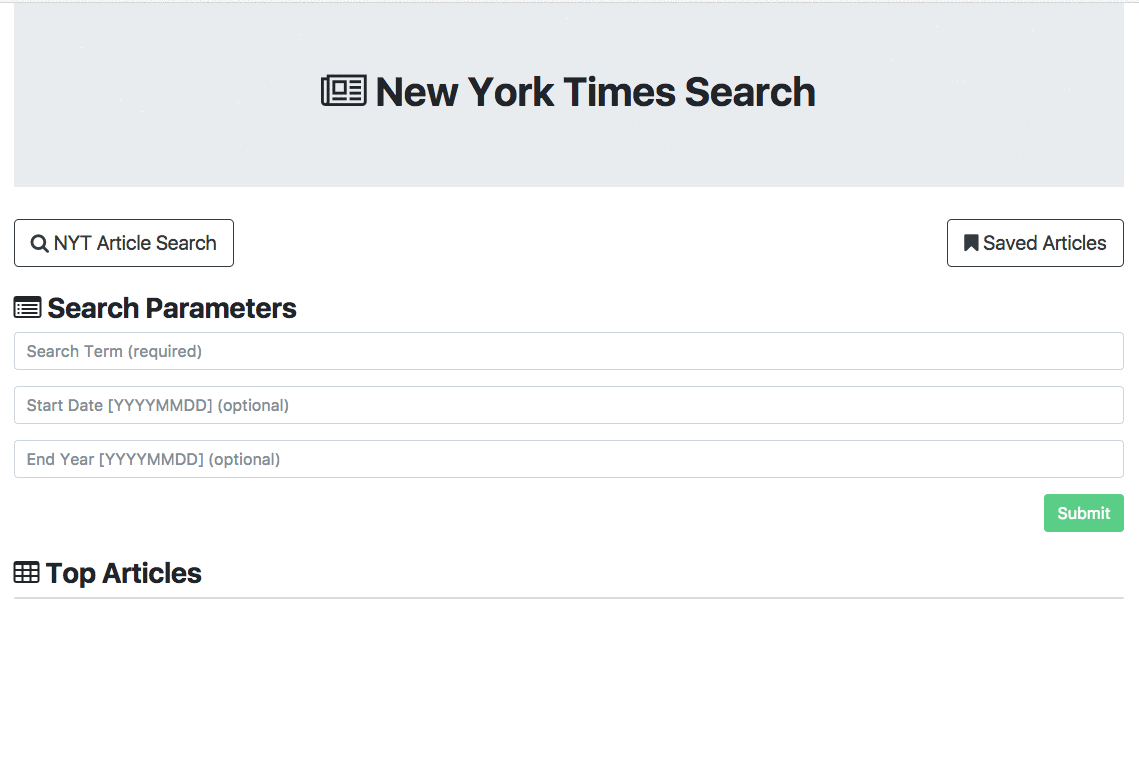 New York Times Search
NYT Article Search
Saved Articles
Search Parameters
Search Term (required)
Start Date [YYYYMMDD] (optional)
End Year [YYYYMMDD] (optional)
Submit
Top Articles